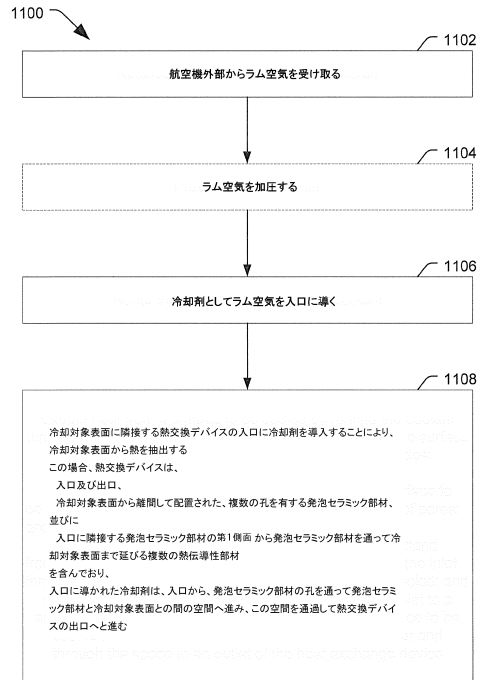 1100
1102
航空機外部からラム空気を受け取る
1104
ラム空気を加圧する
1106
冷却剤としてラム空気を入口に導く
1108
冷却対象表面に隣接する熱交換デバイスの入口に冷却剤を導入することにより、
冷却対象表面から熱を抽出する
この場合、熱交換デバイスは、
入口及び出口、
冷却対象表面から離間して配置された、複数の孔を有する発泡セラミック部材、
並びに
入口に隣接する発泡セラミック部材の第1側面から発泡セラミック部材を通って冷
却対象表面まで延びる複数の熱伝導性部材
を含んでおり、
入口に導かれた冷却剤は、入口から、発泡セラミック部材の孔を通って発泡セラミ
ック部材と冷却対象表面との間の空間へ進み、この空間を通過して熱交換デバイ
スの出口へと進む